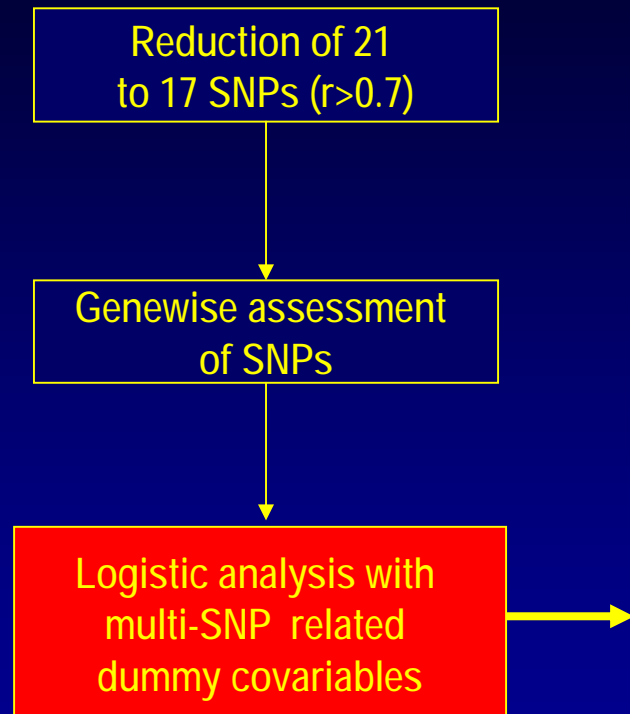 Reduction of 21
to 17 SNPs (r>0.7)
Genewise assessment
of SNPs
Logistic analysis with
multi-SNP related
dummy covariables